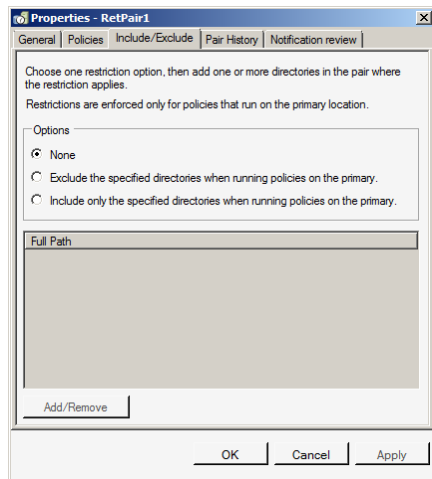 Properties - RetPair1
General Policies Include/Exclude Pair History Notification review
Choose one restriction option, then add one or more directories in the pair where
the restriction applies.
Restrictions are enforced only for policies that run on the primary location.
Options
None
Exclude the specified directories when running policies on the primary.
Include only the specified directories when running policies on the primary.
Full Path
Add/Remove
OK Cancel Apply